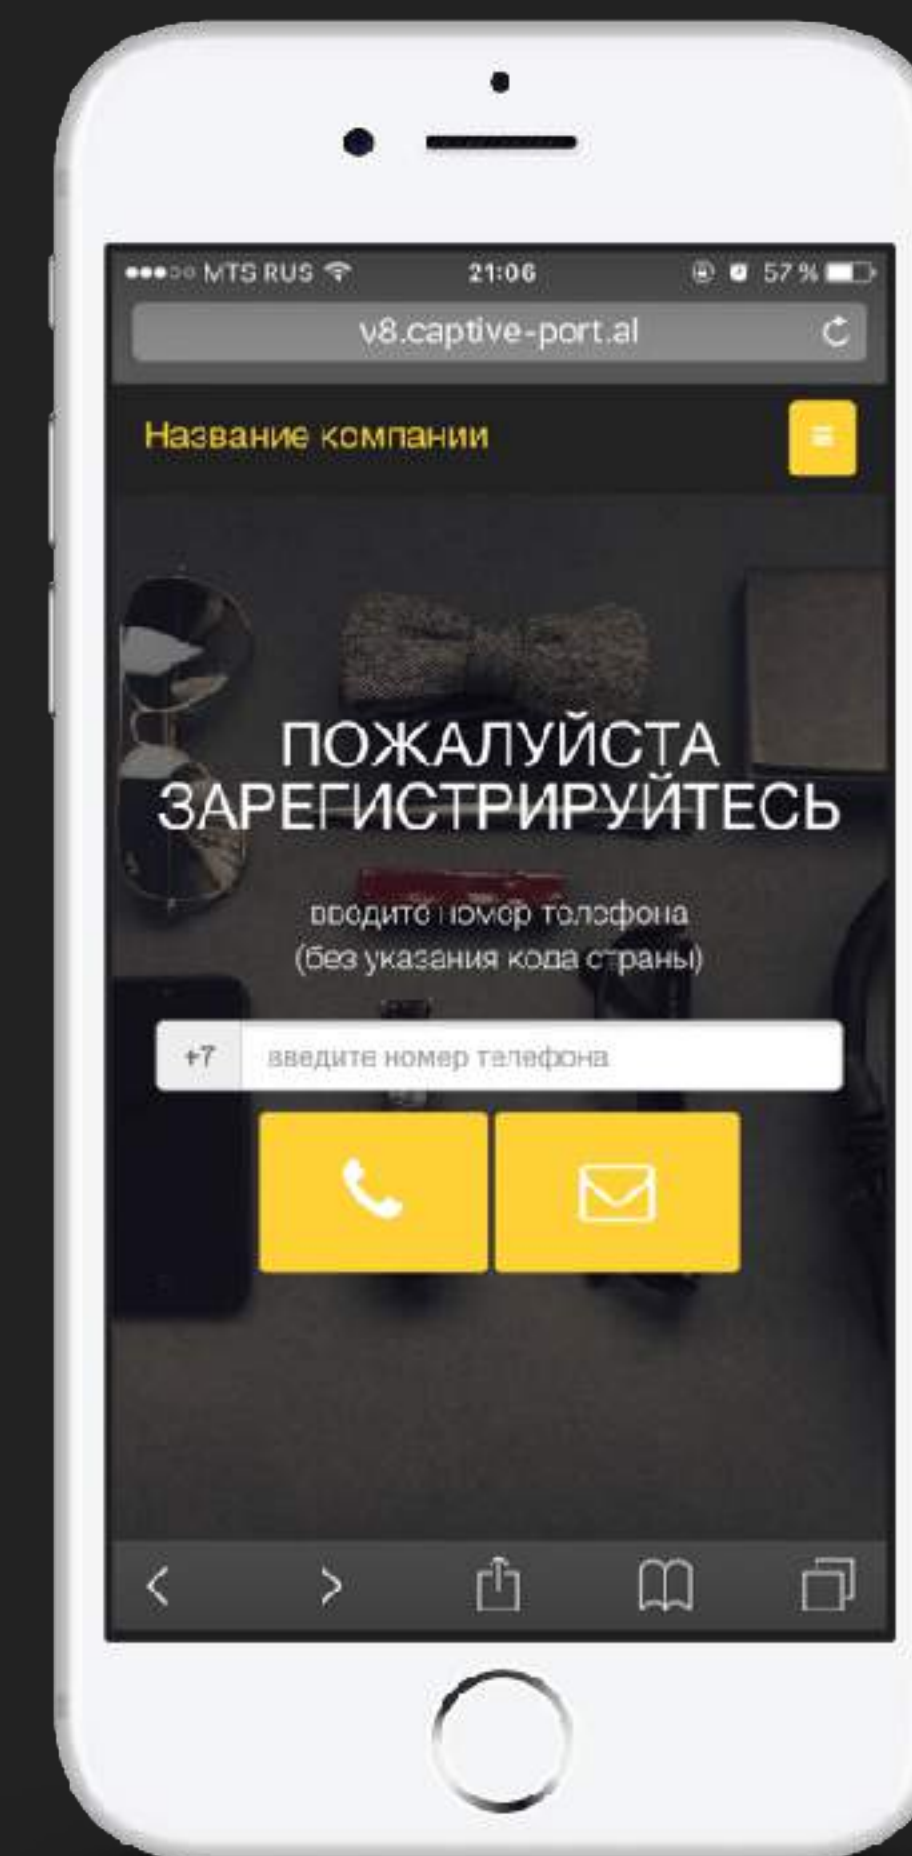 MTS RUS 21:06 57 %
v8.captive-port.al
Название компании
ПОЖАЛУЙСТА
ЗАРЕГИСТРИРУЙТЕСЬ
введите номер телефона
(без указания кода страны)
+7 введите номер телефона